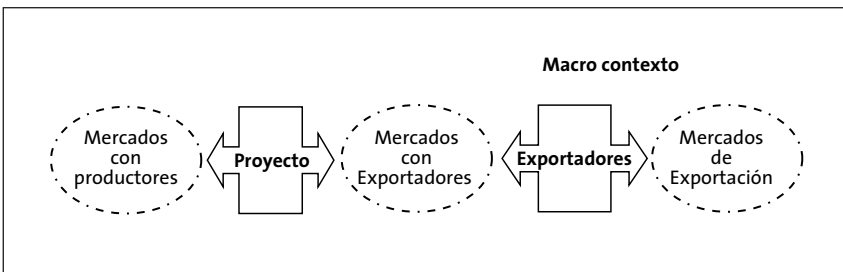 Macro contexto
Mercados
con
productores
Proyecto
Mercados
con
Exportadores
Exportadores
Mercados
de
Exportación